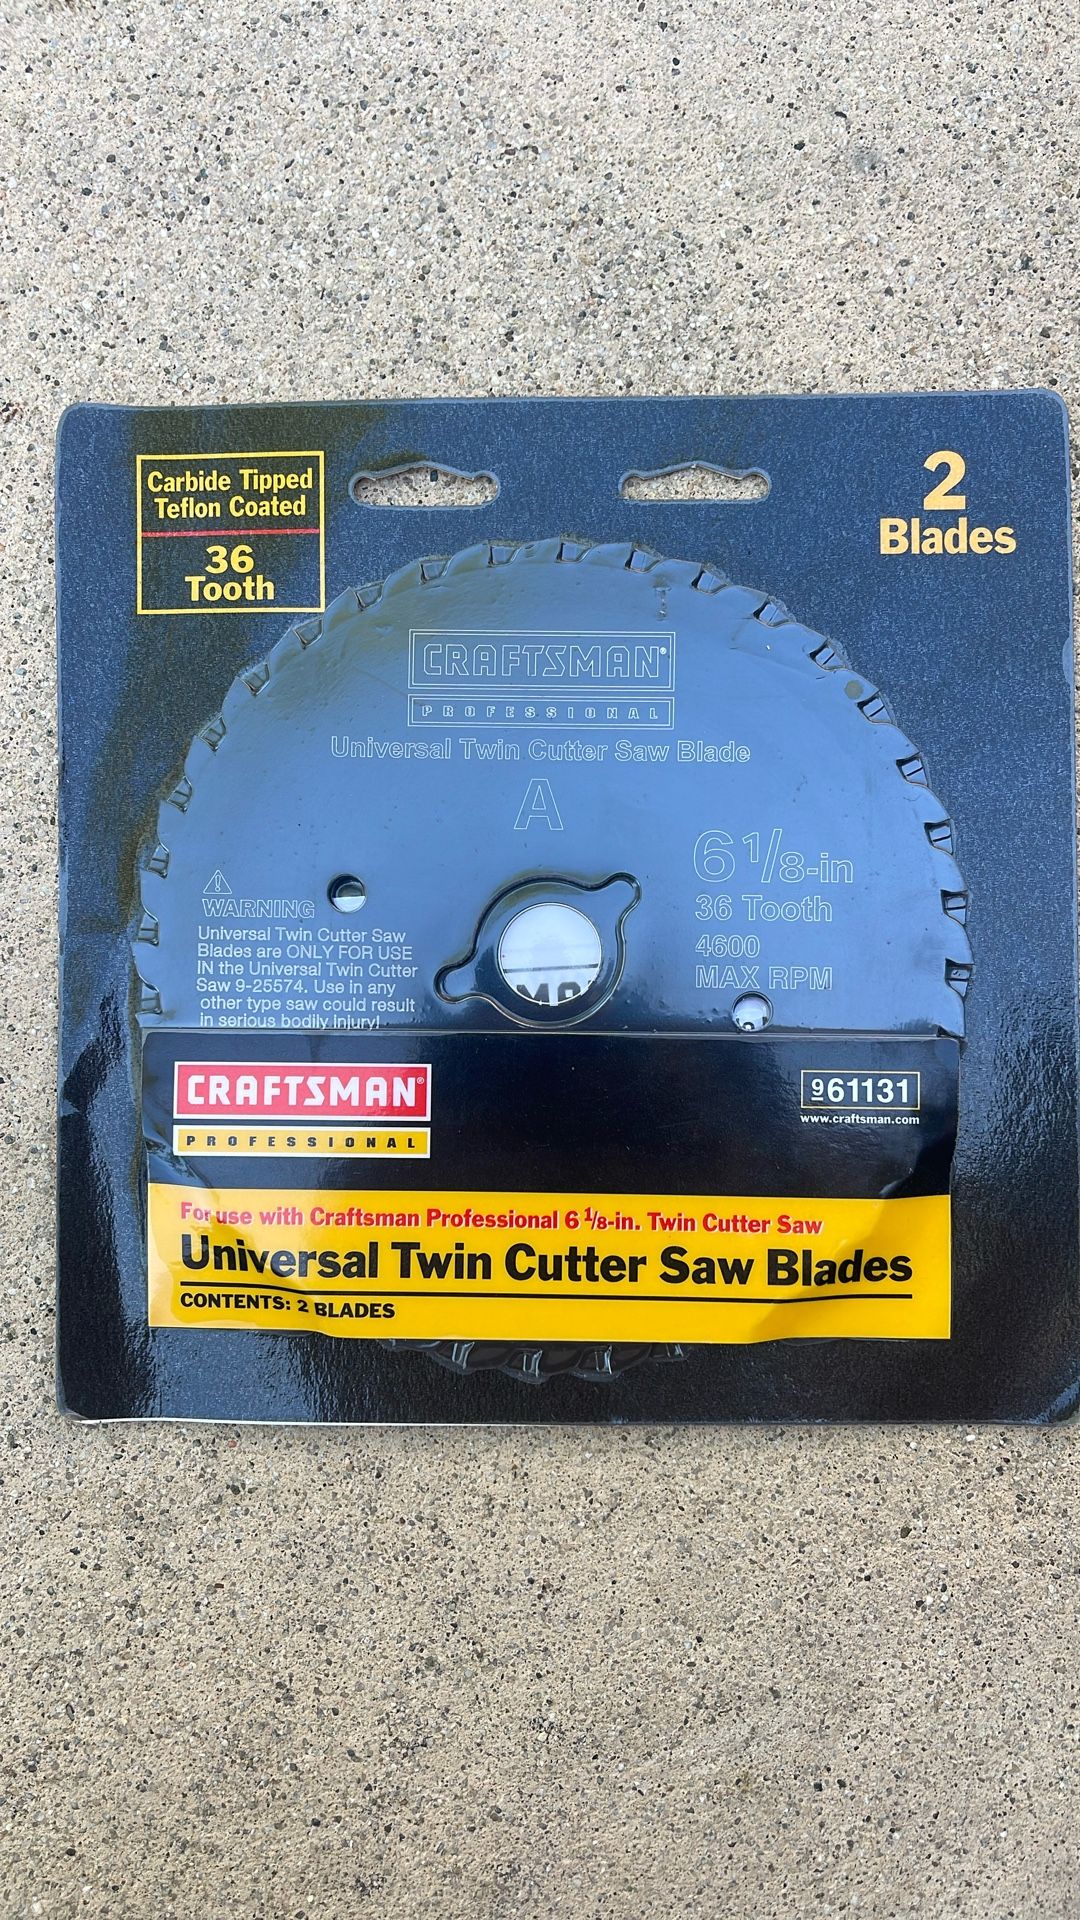 Carbide Tipped
Teflon Coated
36
Tooth
2
Blades
CRAFTSMAN®
PROFESSIONAL
Universal Twin Cutter Saw Blade
A
6 1/8-in
36 Tooth
4600
MAX RPM
WARNING
Universal Twin Cutter Saw
Blades are ONLY FOR USE
IN the Universal Twin Cutter
Saw 9-25574. Use in any
other type saw could result
in serious bodily injury!
CRAFTSMAN®
PROFESSIONAL
961131
www.craftsman.com
For use with Craftsman Professional 6 1/8-in. Twin Cutter Saw
Universal Twin Cutter Saw Blades
CONTENTS: 2 BLADES